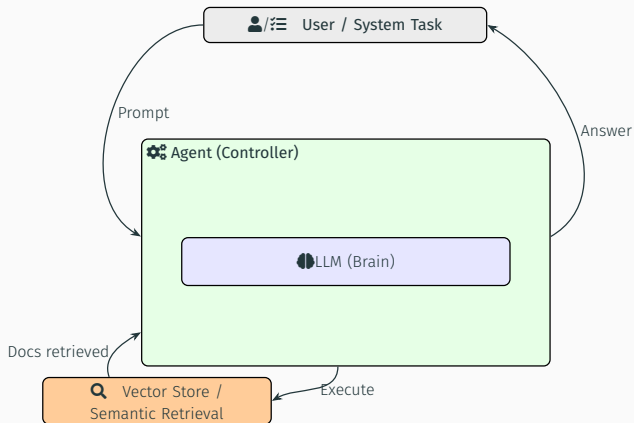 / User / System Task
Prompt
Answer
Agent (Controller)
LLM (Brain)
Docs retrieved
Execute
Vector Store /
Semantic Retrieval